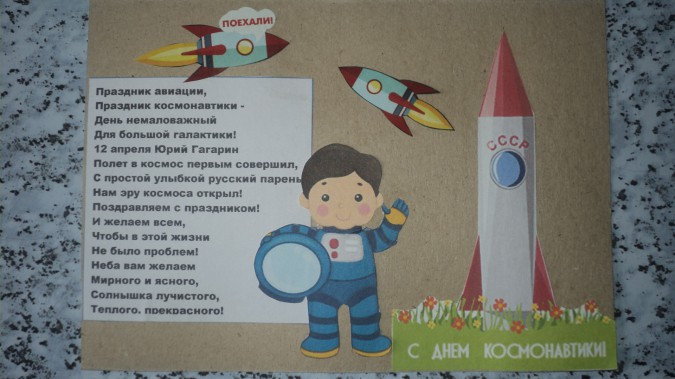 ПОЕХАЛИ!
Праздник авиации,
Праздник космонавтики -
День немаловажный
Для большой галактики!
12 апреля Юрий Гагарин
Полет в космос первым совершил,
С простой улыбкой русский парень
Нам эру космоса открыл!
Поздравляем с праздником!
И желаем всем,
Чтобы в этой жизни
Не было проблем!
Неба вам желаем
Мирного и ясного,
Солнышка лучистого,
Теплого, прекрасного!
СССР
С ДНЕМ КОСМОНАВТИКИ!